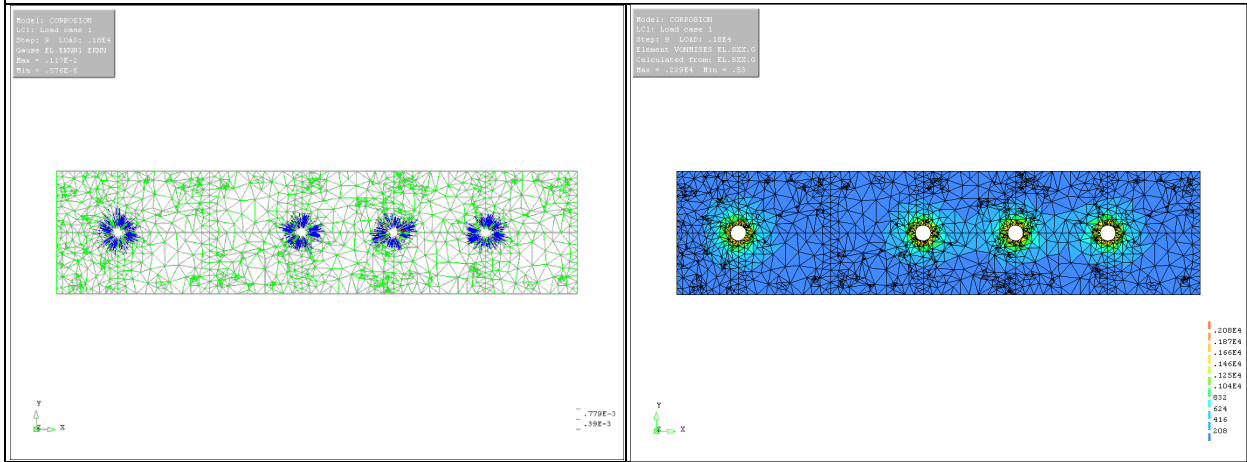 Model: CORROSION
LC1: Load case 1
Step: 9 LOAD: .18E4
Gauss EL.EKNN1 EKNN
Max = .117E-2
Min = .576E-6
Y
Z X
.779E-3
.39E-3
Model: CORROSION
LC1: Load case 1
Step: 9 LOAD: .18E4
Element VONMISES EL.SXX.G
Calculated from: EL.SXX.G
Max = .229E4 Min = .53
Y
Z X
.208E4
.187E4
.166E4
.146E4
.125E4
.104E4
832
624
416
208